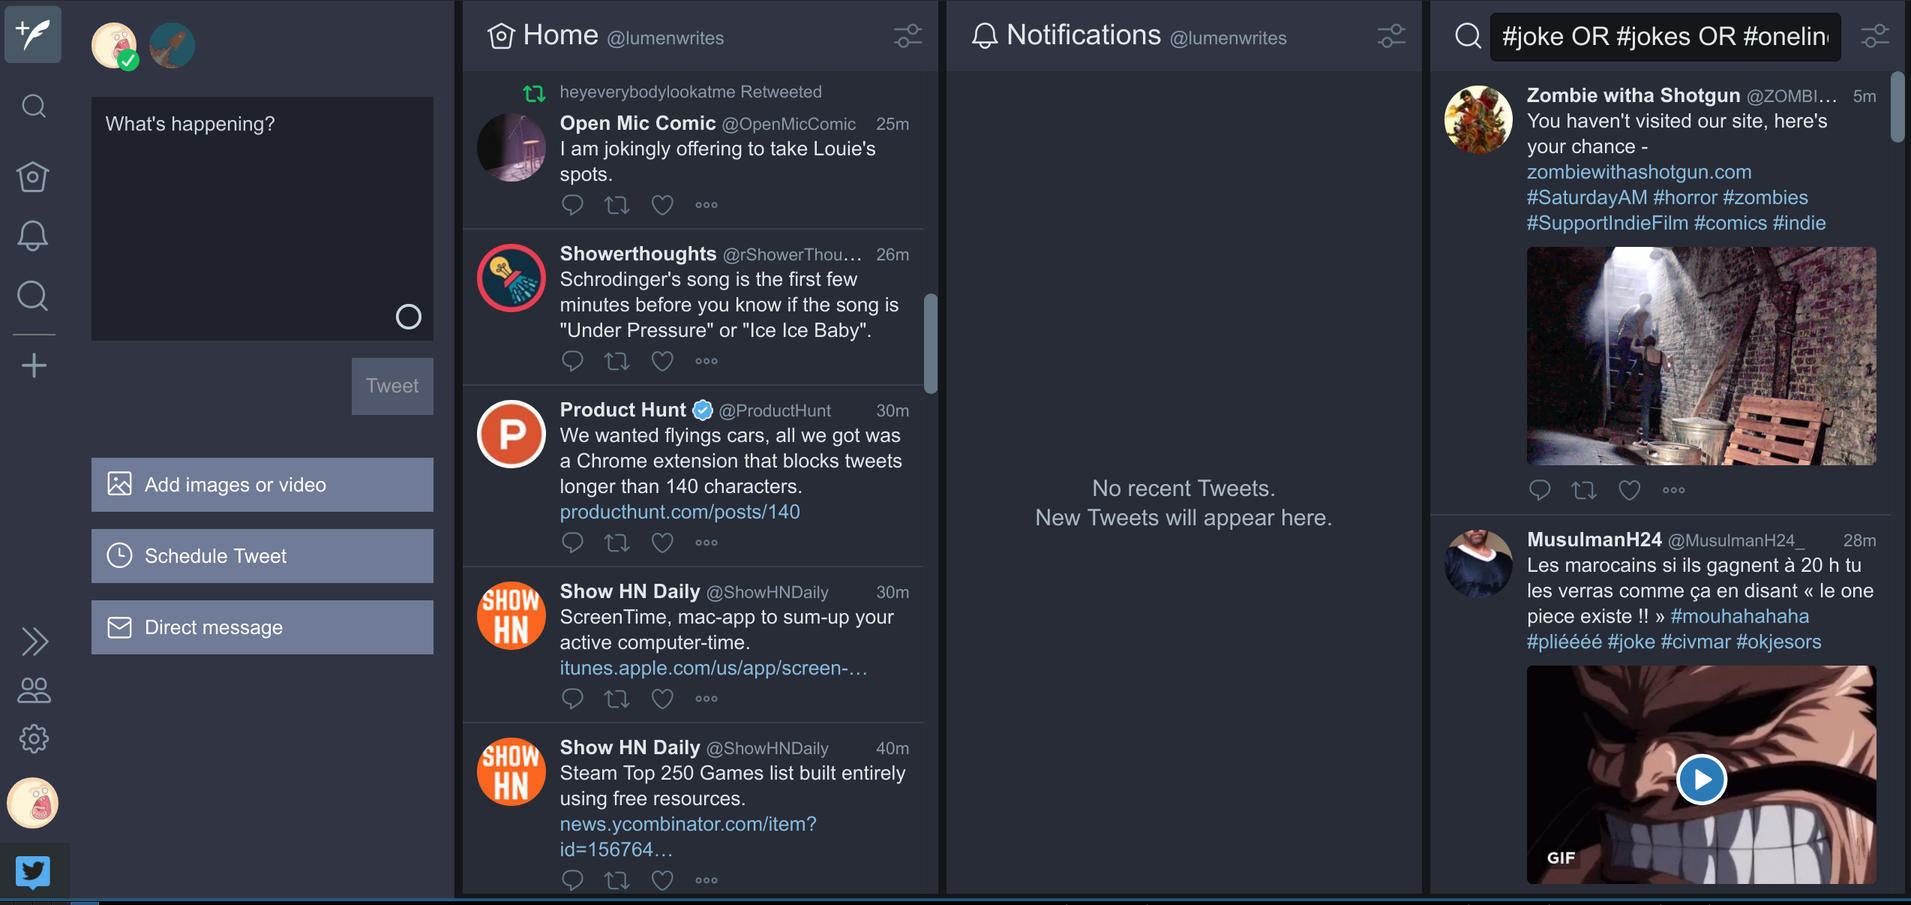 What's happening?
Tweet
Add images or video
Schedule Tweet
Direct message
Home @lumenwrites
heyeverybodylookatme Retweeted
Open Mic Comic @OpenMicComic 25m
I am jokingly offering to take Louie's
spots.
Showerthoughts @rShowerThou... 26m
Schrodinger's song is the first few
minutes before you know if the song is
"Under Pressure" or "Ice Ice Baby".
P
Product Hunt @ProductHunt 30m
We wanted flyings cars, all we got was
a Chrome extension that blocks tweets
longer than 140 characters.
producthunt.com/posts/140
SHOW
HN
Show HN Daily @ShowHNDaily 30m
ScreenTime, mac-app to sum-up your
active computer-time.
itunes.apple.com/us/app/screen-...
SHOW
HN
Show HN Daily @ShowHNDaily 40m
Steam Top 250 Games list built entirely
using free resources.
news.ycombinator.com/item?
id=156764...
Notifications @lumenwrites
No recent Tweets.
New Tweets will appear here.
#joke OR #jokes OR #onelin
Zombie witha Shotgun @ZOMBI... 5m
You haven't visited our site, here's
your chance -
zombiewithashotgun.com
#SaturdayAM #horror #zombies
#SupportIndieFilm #comics #indie
MusulmanH24 @MusulmanH24_ 28m
Les marocains si ils gagnent à 20 h tu
les verras comme ça en disant « le one
piece existe !! » #mouhahahaha
#pliéééé #joke #civmar #okjesors
GIF